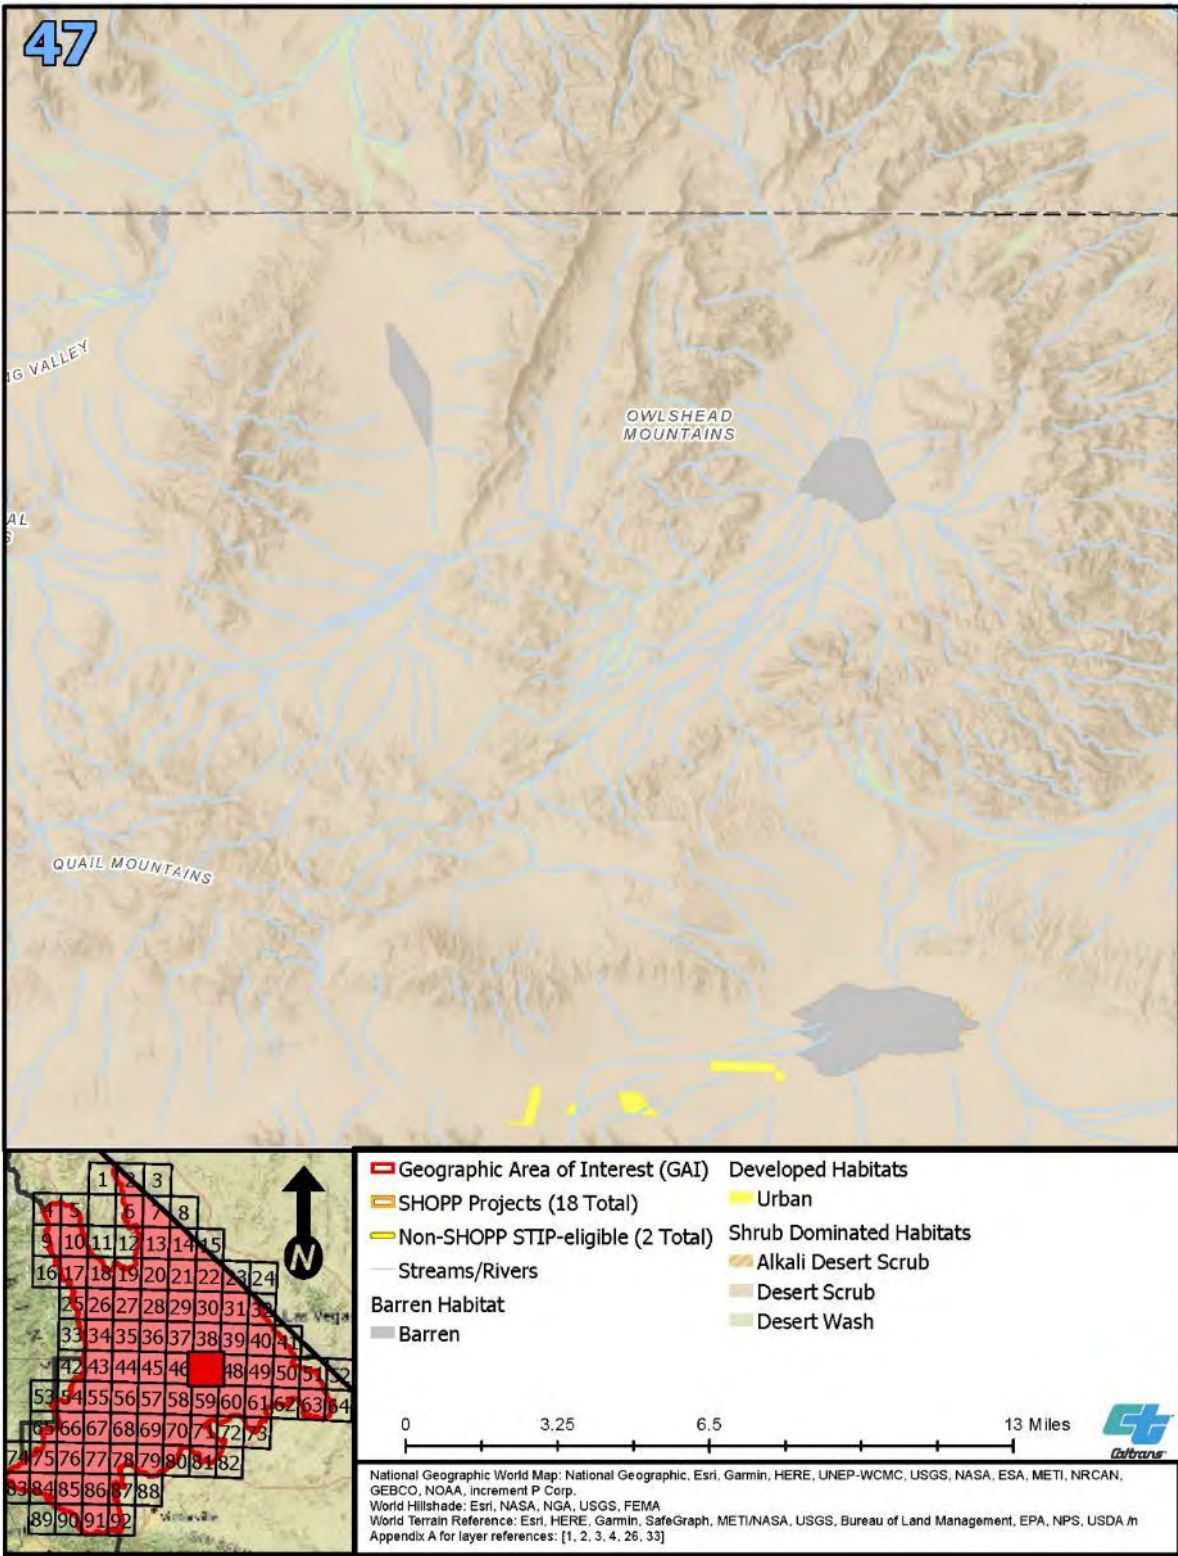 47
NG VALLEY
OWLSHEAD
MOUNTAINS
AL
S
QUAIL MOUNTAINS
1 2 3
4 5 6 7 8
9 10 11 12 13 14 15
16 17 18 19 20 21 22 23 24
25 26 27 28 29 30 31 32
Las Vega
33 34 35 36 37 38 39 40 41
42 43 44 45 46 48 49 50 51 52
53 54 55 56 57 58 59 60 61 62 63 64
65 66 67 68 69 70 71 72 73
74 75 76 77 78 79 80 81 82
83 84 85 86 87 88
89 90 91 92
Victorville
N
Geographic Area of Interest (GAI)
SHOPP Projects (18 Total)
Non-SHOPP STIP-eligible (2 Total)
Streams/Rivers
Barren Habitat
Barren
Developed Habitats
Urban
Shrub Dominated Habitats
Alkali Desert Scrub
Desert Scrub
Desert Wash
0 3.25 6.5 13 Miles
ct
Caltrans
National Geographic World Map: National Geographic, Esri, Garmin, HERE, UNEP-WCMC, USGS, NASA, ESA, METI, NRCAN,
GEBCO, NOAA, increment P Corp.
World Hillshade: Esri, NASA, NGA, USGS, FEMA
World Terrain Reference: Esri, HERE, Garmin, SafeGraph, METI/NASA, USGS, Bureau of Land Management, EPA, NPS, USDA /n
Appendix A for layer references: [1, 2, 3, 4, 26, 33]